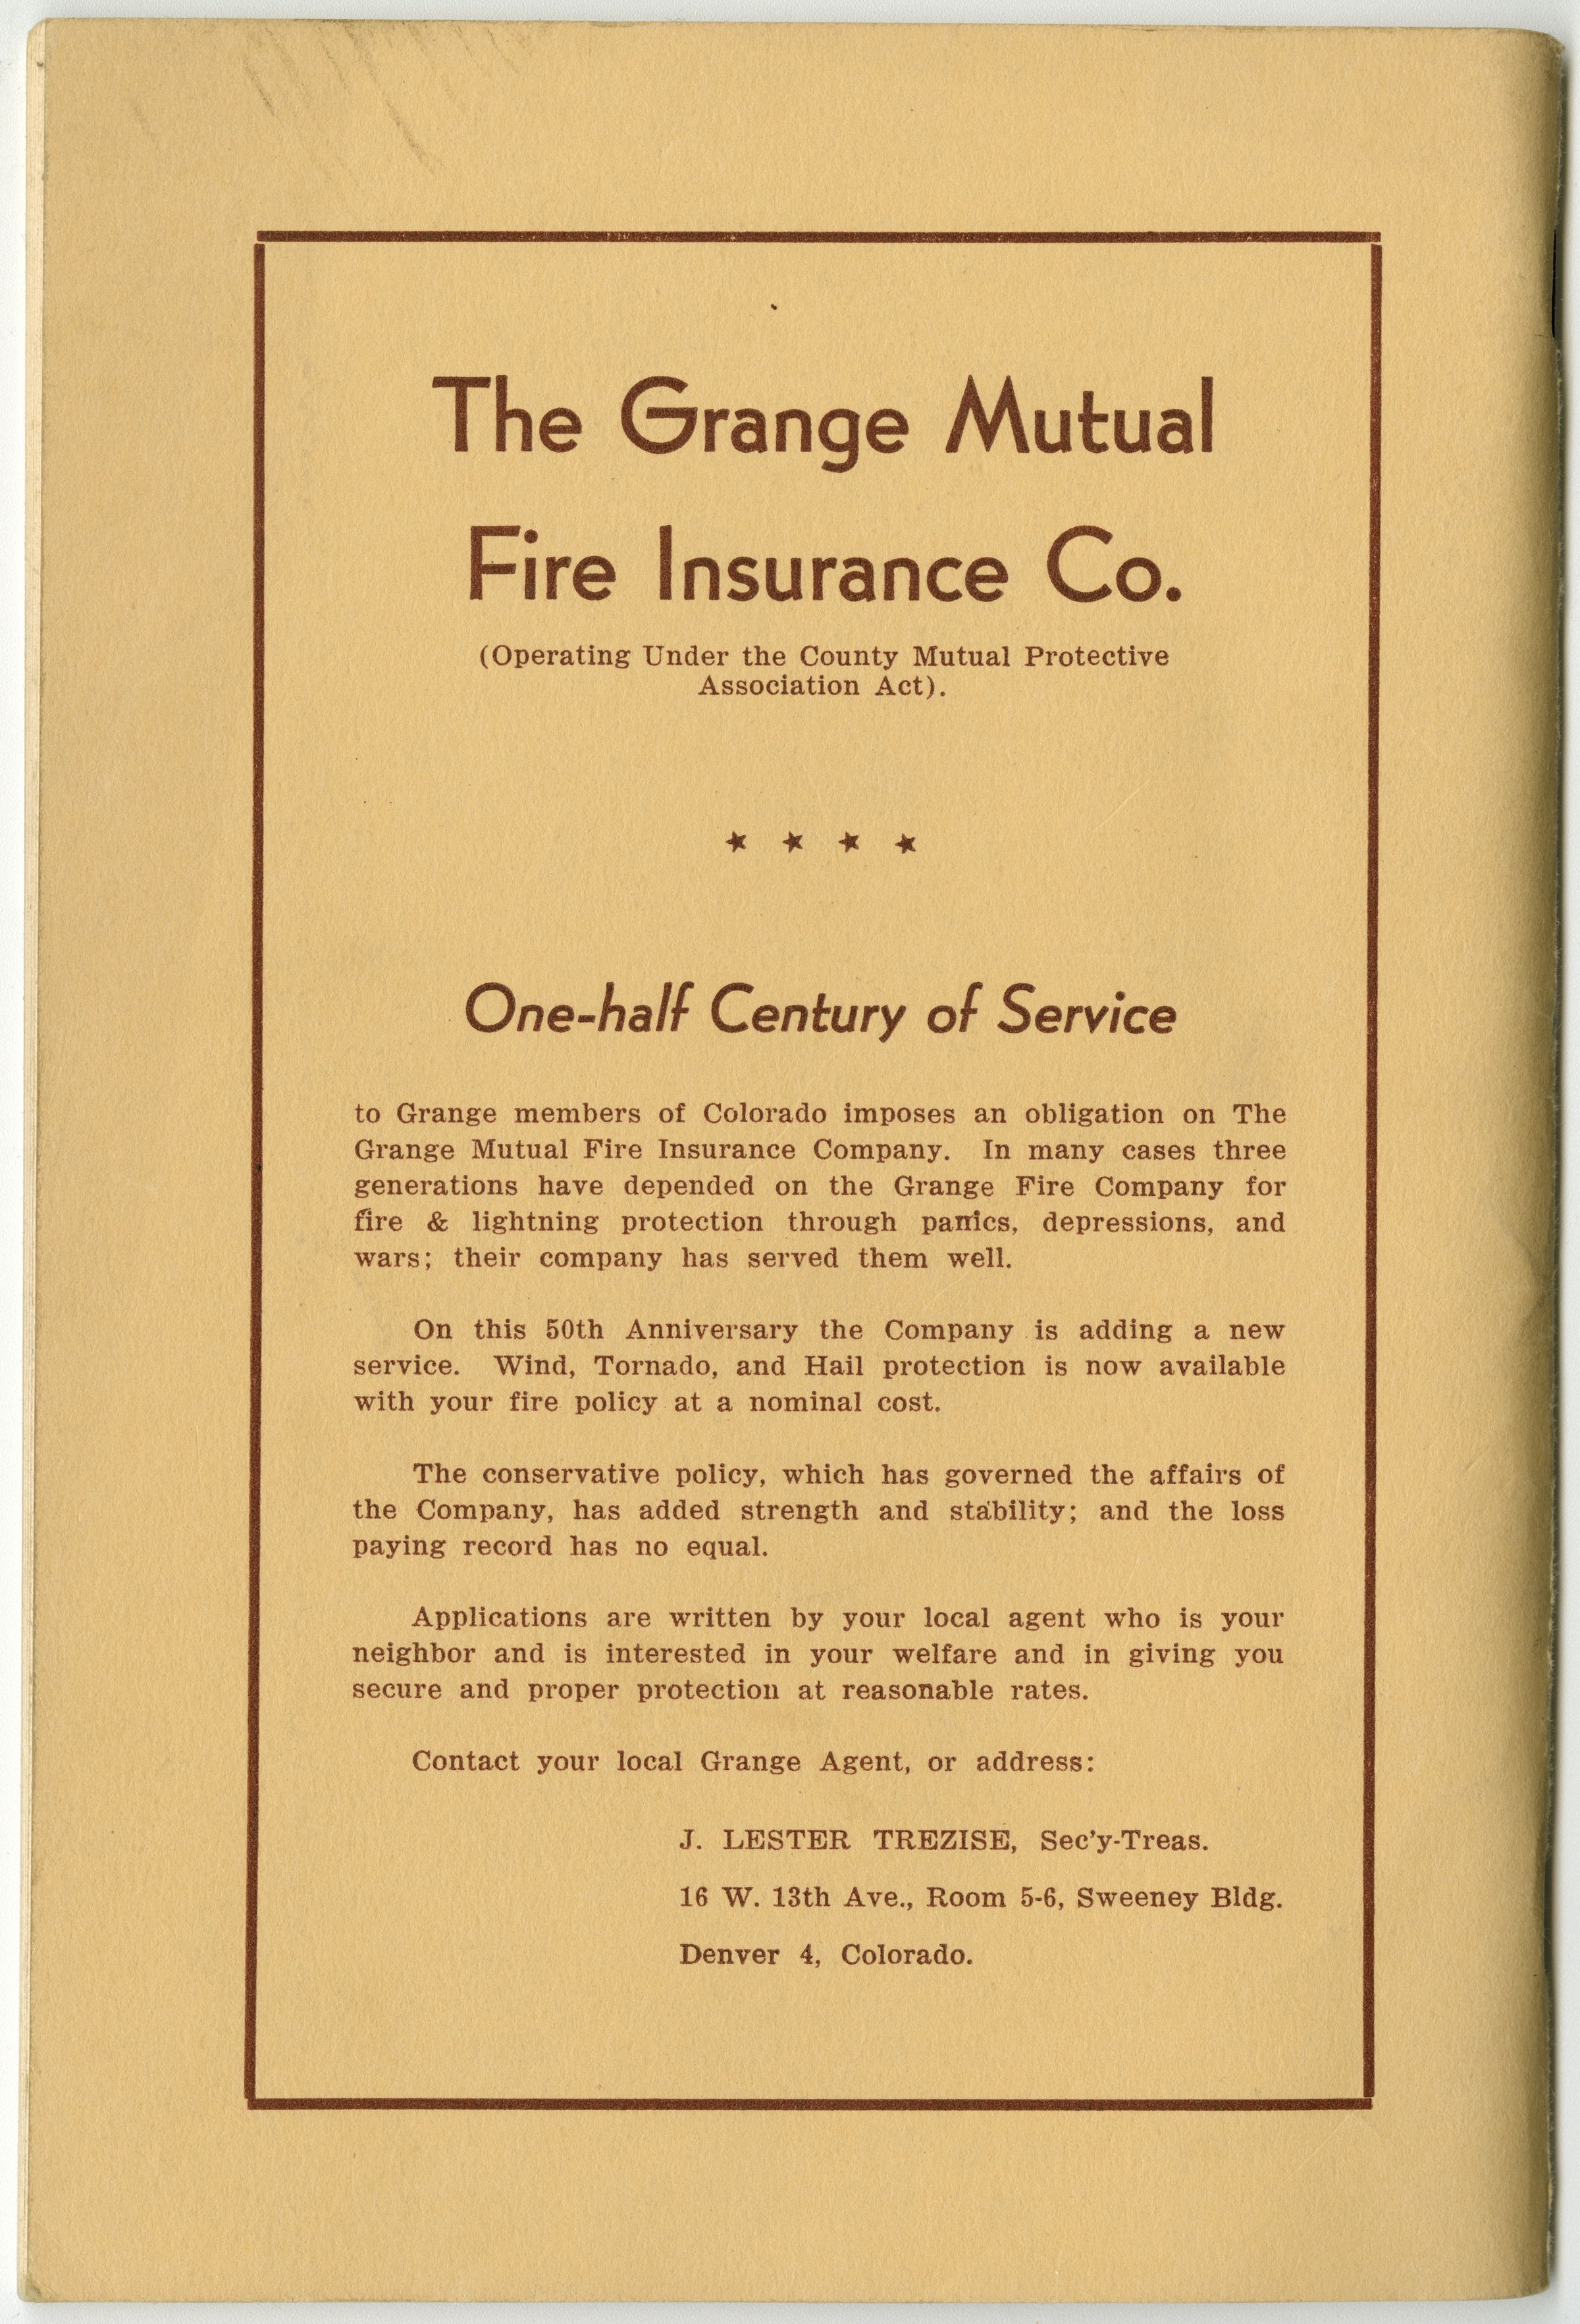 The Grange Mutual
Fire Insurance Co.
(Operating Under the County Mutual Protective
Association Act).
★ ★ ★ ★
One-half Century of Service
to Grange members of Colorado imposes an obligation on The
Grange Mutual Fire Insurance Company. In many cases three
generations have depended on the Grange Fire Company for
fire & lightning protection through panics, depressions, and
wars; their company has served them well.
On this 50th Anniversary the Company is adding a new
service. Wind, Tornado, and Hail protection is now available
with your fire policy at a nominal cost.
The conservative policy, which has governed the affairs of
the Company, has added strength and stability; and the loss
paying record has no equal.
Applications are written by your local agent who is your
neighbor and is interested in your welfare and in giving you
secure and proper protection at reasonable rates.
Contact your local Grange Agent, or address:
J. LESTER TREZISE, Sec'y-Treas.
16 W. 13th Ave., Room 5-6, Sweeney Bldg.
Denver 4, Colorado.